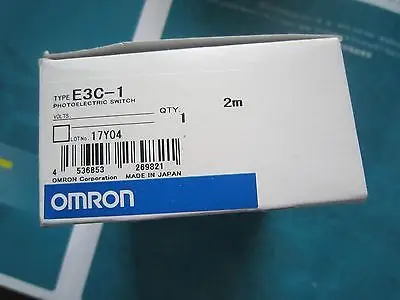 TYPE E3C-1
PHOTOELECTRIC SWITCH
VOLTS QTY. 1 2m
LOT No. 17Y04
4 536853 269821
OMRON Corporation MADE IN JAPAN
OMRON